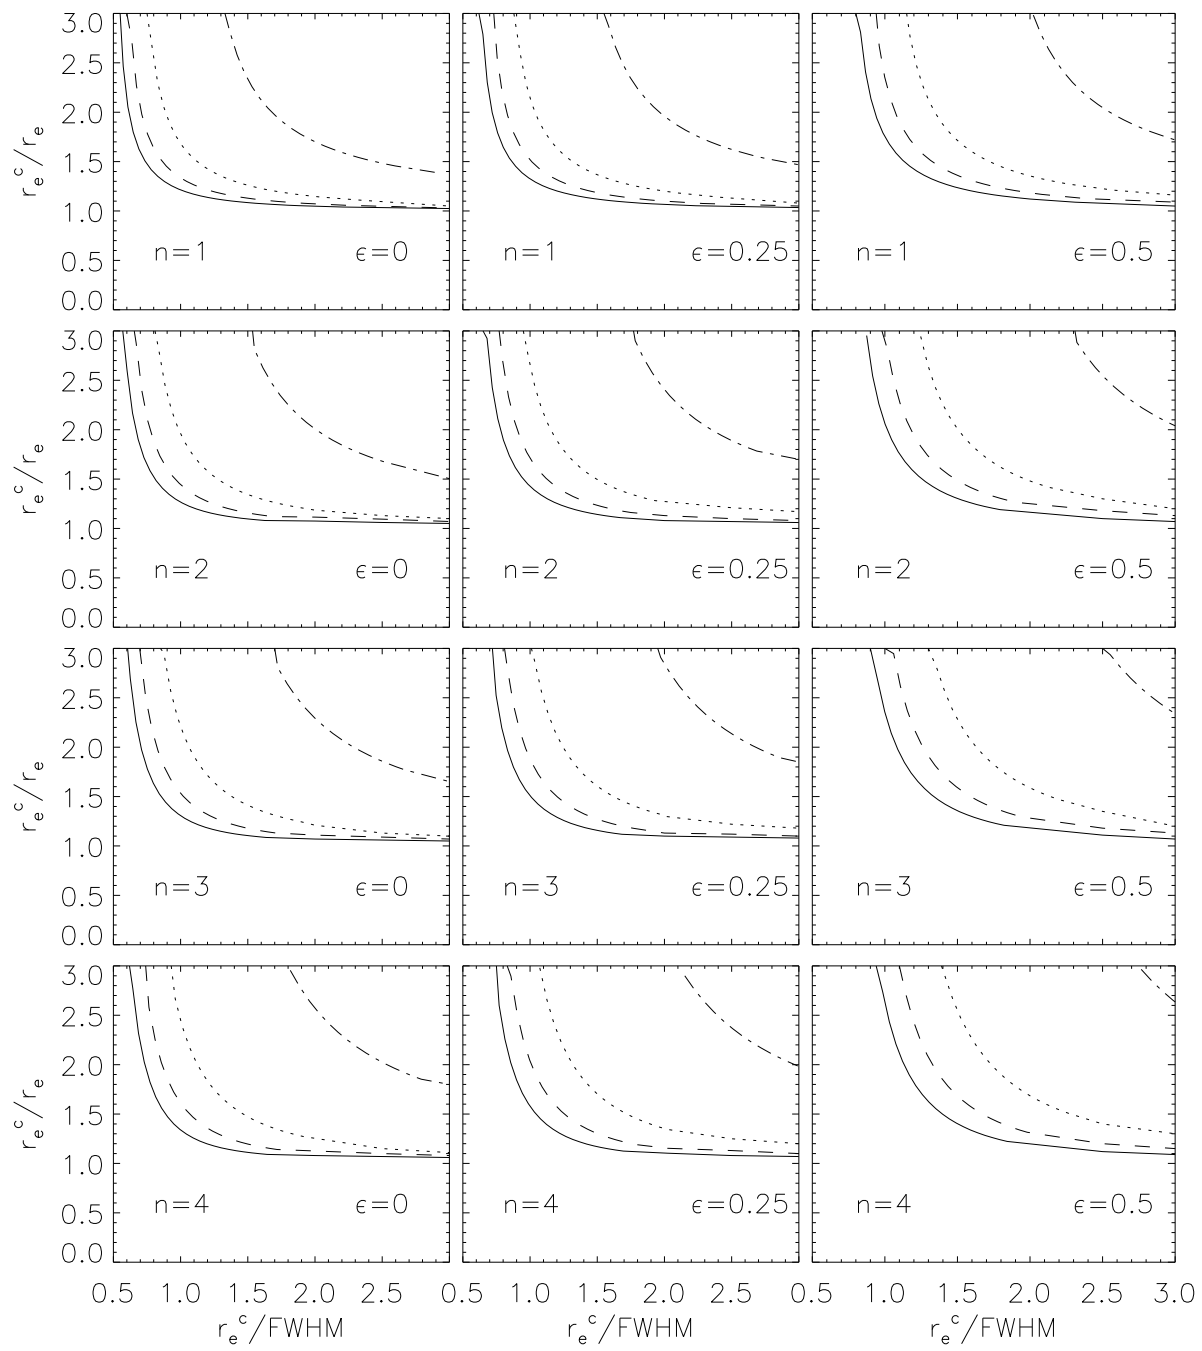 3.0
2.5
2.0
1.5
1.0
0.5
0.0
r_e^c/r_e
n=1 ϵ=0
n=1 ϵ=0.25
n=1 ϵ=0.5
3.0
2.5
2.0
1.5
1.0
0.5
0.0
r_e^c/r_e
n=2 ϵ=0
n=2 ϵ=0.25
n=2 ϵ=0.5
3.0
2.5
2.0
1.5
1.0
0.5
0.0
r_e^c/r_e
n=3 ϵ=0
n=3 ϵ=0.25
n=3 ϵ=0.5
3.0
2.5
2.0
1.5
1.0
0.5
0.0
r_e^c/r_e
n=4 ϵ=0
n=4 ϵ=0.25
n=4 ϵ=0.5
0.5 1.0 1.5 2.0 2.5 0.5 1.0 1.5 2.0 2.5 0.5 1.0 1.5 2.0 2.5 3.0
r_e^c/FWHM r_e^c/FWHM r_e^c/FWHM